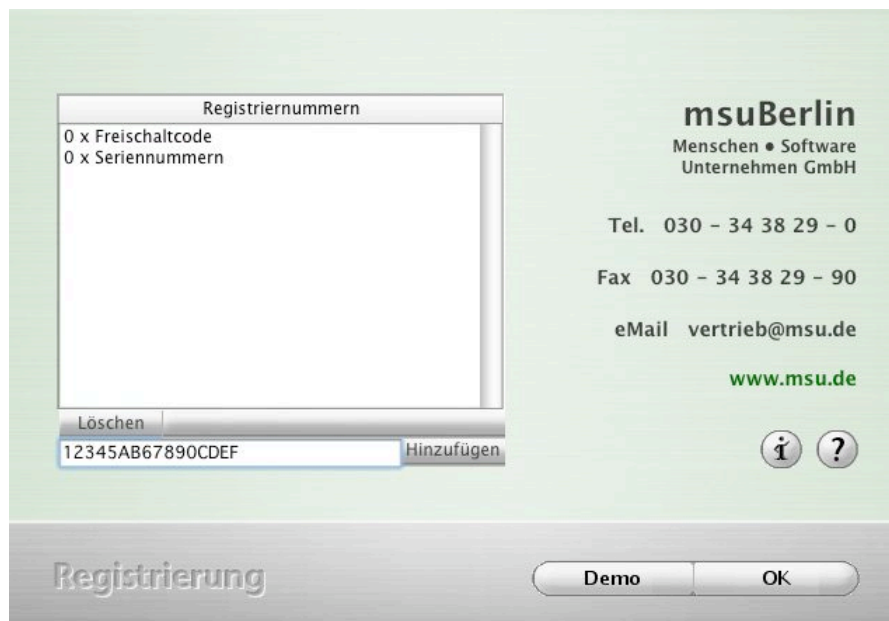 Registriernummern
0 x Freischaltcode
0 x Seriennummern
Löschen
12345AB67890CDEF
Hinzufügen
msuBerlin
Menschen • Software
Unternehmen GmbH
Tel. 030 – 34 38 29 – 0
Fax 030 – 34 38 29 – 90
eMail vertrieb@msu.de
www.msu.de
i ?
Registrierung
Demo
OK